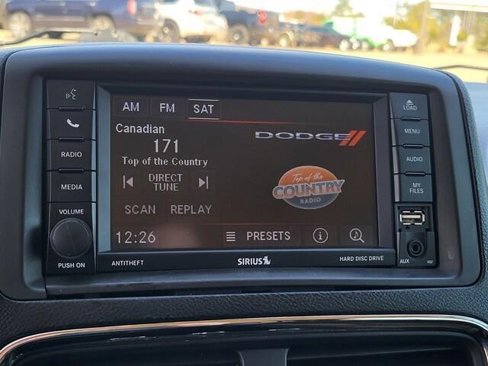 LOAD
MENU
RADIO
AUDIO
MEDIA
MY
FILES
VOLUME
PUSH ON
AM FM SAT
Canadian
171
Top of the Country
DODGE
DIRECT
TUNE
Top of the
COUNTRY
RADIO
SCAN REPLAY
12:26 PRESETS
ANTITHEFT
SIRIUS
HARD DISC DRIVE
AUX